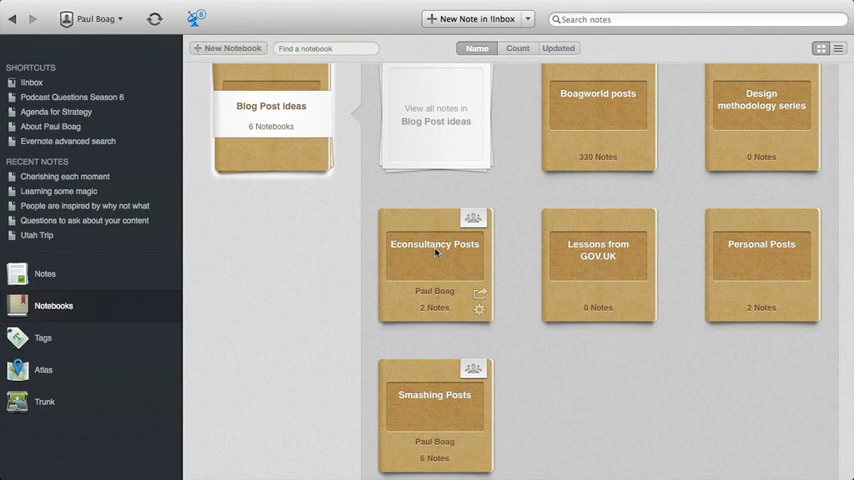 Paul Boag
New Note in !Inbox
Search notes
New Notebook
Find a notebook
Name
Count
Updated
SHORTCUTS
!Inbox
Podcast Questions Season 6
Agenda for Strategy
About Paul Boag
Evernote advanced search
RECENT NOTES
Cherishing each moment
Learning some magic
People are inspired by why not what
Questions to ask about your content
Utah Trip
Notes
Notebooks
Tags
Atlas
Trunk
Blog Post ideas
6 Notebooks
View all notes in
Blog Post ideas
Boagworld posts
330 Notes
Design
methodology series
0 Notes
Econsultancy Posts
Paul Boag
2 Notes
Lessons from
GOV.UK
0 Notes
Personal Posts
2 Notes
Smashing Posts
Paul Boag
6 Notes